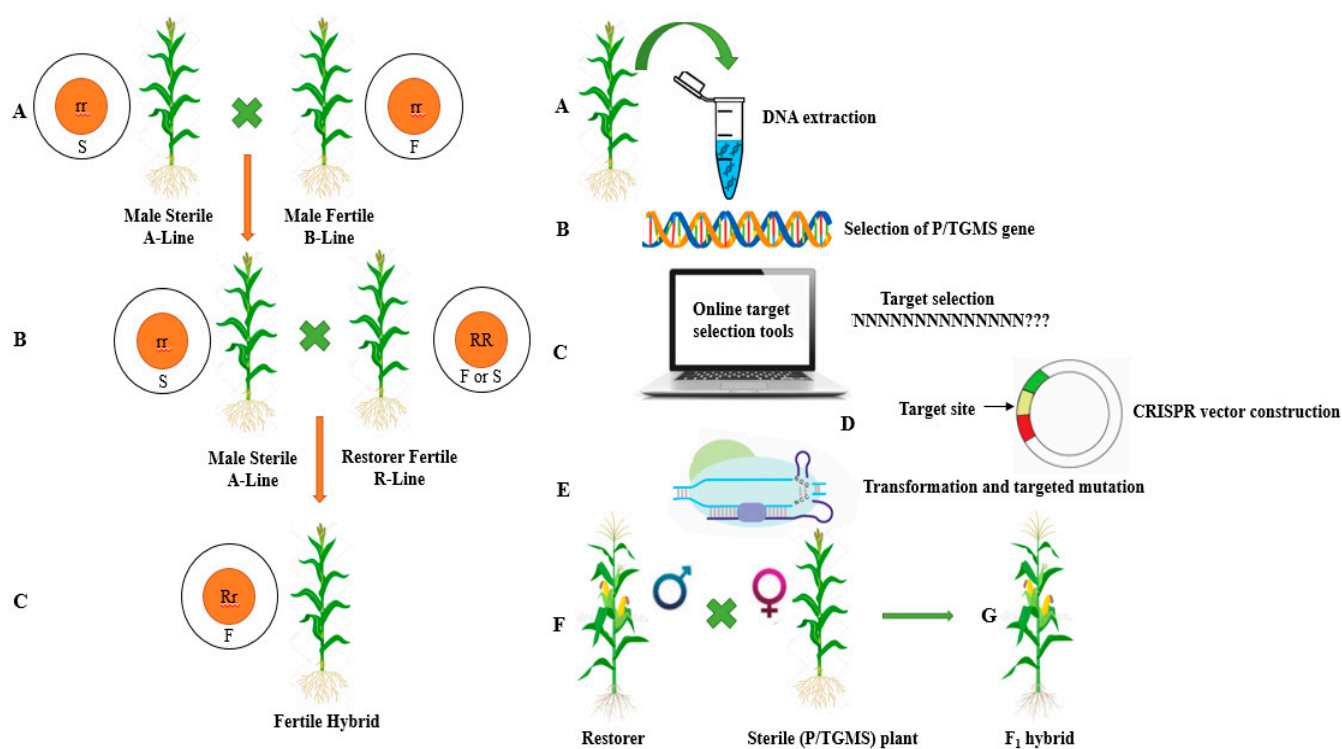 A
rr
S
rr
F
Male Sterile
A-Line
Male Fertile
B-Line
B
rr
S
RR
F or S
Male Sterile
A-Line
Restorer Fertile
R-Line
C
Rr
F
Fertile Hybrid
A
DNA extraction
B
Selection of P/TGMS gene
C
Online target
selection tools
Target selection
NNNNNNNNNNNNNN???
D
Target site
CRISPR vector construction
E
Transformation and targeted mutation
F
G
Restorer
Sterile (P/TGMS) plant
F₁ hybrid